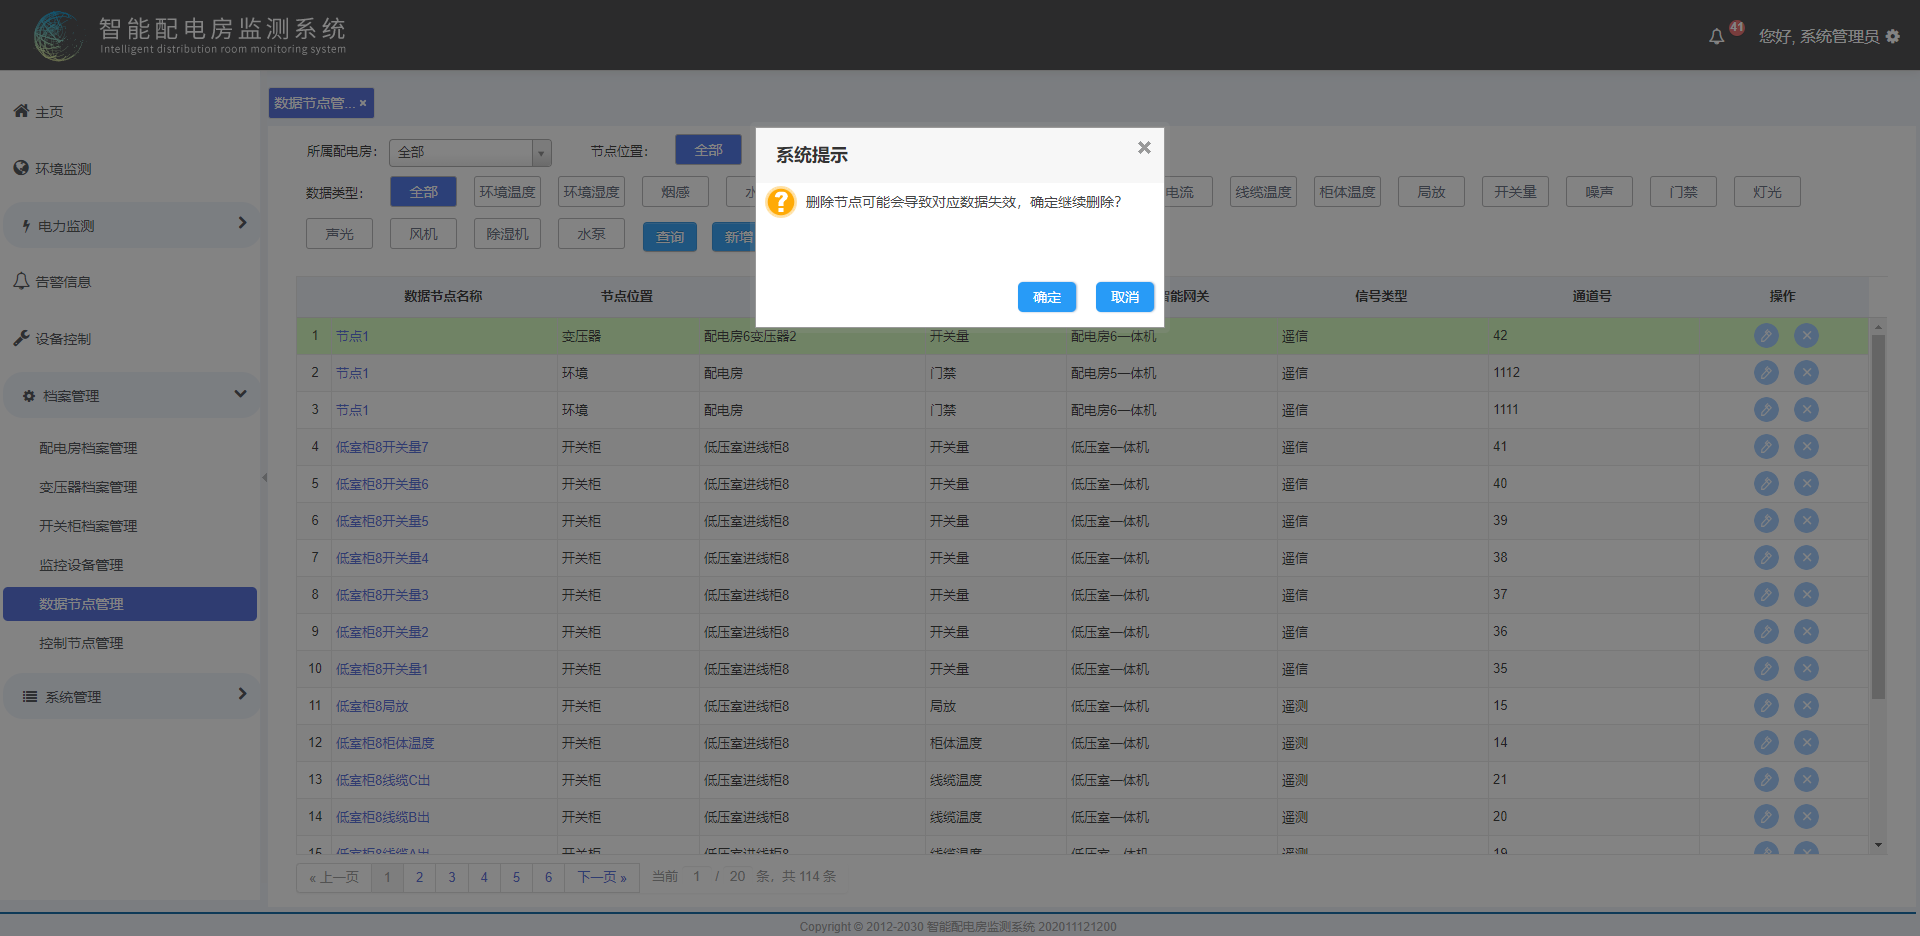 智能配电房监测系统
Intelligent distribution room monitoring system
41
您好, 系统管理员
主页
环境监测
电力监测
告警信息
设备控制
档案管理
配电房档案管理
变压器档案管理
开关柜档案管理
监控设备管理
数据节点管理
控制节点管理
系统管理
数据节点管...
所属配电房: 全部 节点位置: 全部
数据类型: 全部 环境温度 环境湿度 烟感 电流 线缆温度 柜体温度 局放 开关量 噪声 门禁 灯光
声光 风机 除湿机 水泵 查询 新增
系统提示
删除节点可能会导致对应数据失效，确定继续删除?
确定 取消
数据节点名称 节点位置 能网关 信号类型 通道号 操作
1 节点1 变压器 配电房6变压器2 开关量 配电房6一体机 遥信 42
2 节点1 环境 配电房 门禁 配电房5一体机 遥信 1112
3 节点1 环境 配电房 门禁 配电房6一体机 遥信 1111
4 低室柜8开关量7 开关柜 低压室进线柜8 开关量 低压室一体机 遥信 41
5 低室柜8开关量6 开关柜 低压室进线柜8 开关量 低压室一体机 遥信 40
6 低室柜8开关量5 开关柜 低压室进线柜8 开关量 低压室一体机 遥信 39
7 低室柜8开关量4 开关柜 低压室进线柜8 开关量 低压室一体机 遥信 38
8 低室柜8开关量3 开关柜 低压室进线柜8 开关量 低压室一体机 遥信 37
9 低室柜8开关量2 开关柜 低压室进线柜8 开关量 低压室一体机 遥信 36
10 低室柜8开关量1 开关柜 低压室进线柜8 开关量 低压室一体机 遥信 35
11 低室柜8局放 开关柜 低压室进线柜8 局放 低压室一体机 遥测 15
12 低室柜8柜体温度 开关柜 低压室进线柜8 柜体温度 低压室一体机 遥测 14
13 低室柜8线缆C出 开关柜 低压室进线柜8 线缆温度 低压室一体机 遥测 21
14 低室柜8线缆B出 开关柜 低压室进线柜8 线缆温度 低压室一体机 遥测 20
15 低室柜8线缆A出 开关柜 低压室进线柜8 线缆温度 低压室一体机 遥测 19
« 上一页 1 2 3 4 5 6 下一页 » 当前 1 / 20 条，共 114 条
Copyright © 2012-2030 智能配电房监测系统 202011121200